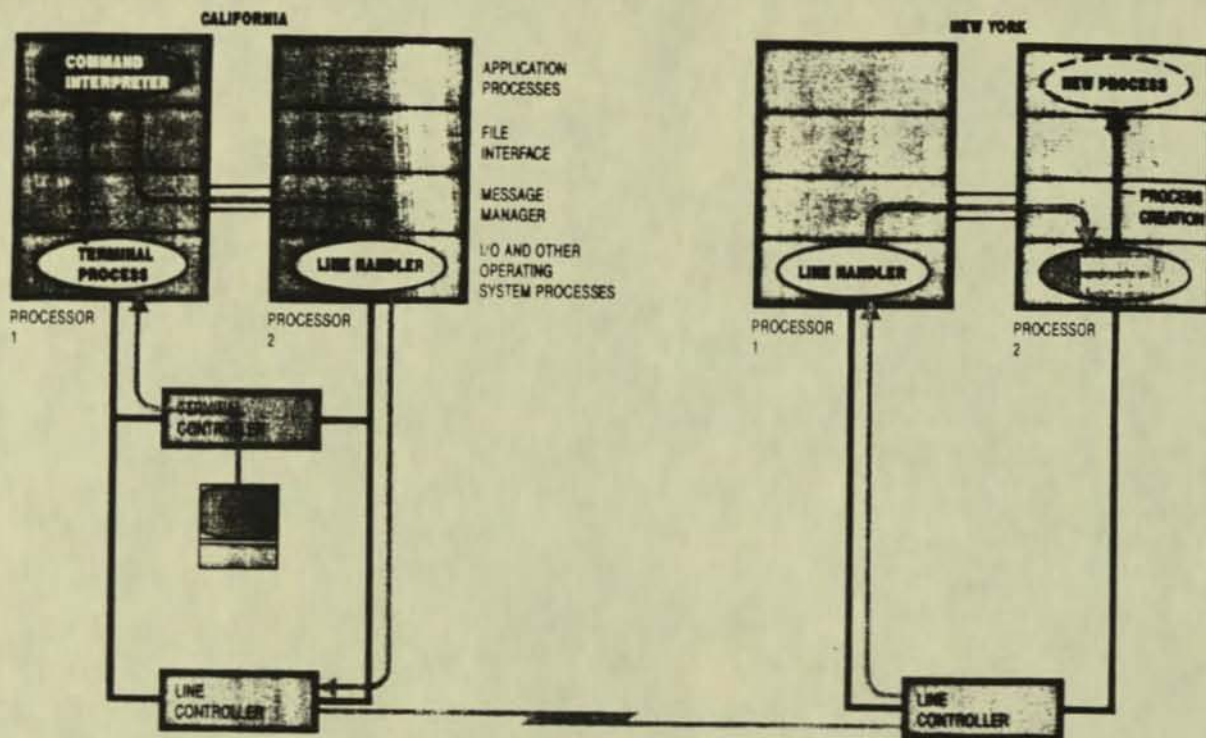 CALIFORNIA
COMMAND
INTERPRETER
TERMINAL
PROCESS
PROCESSOR
1
LINE HANDLER
PROCESSOR
2
APPLICATION
PROCESSES
FILE
INTERFACE
MESSAGE
MANAGER
I/O AND OTHER
OPERATING
SYSTEM PROCESSES
TERMINAL
CONTROLLER
LINE
CONTROLLER
NEW YORK
LINE HANDLER
PROCESSOR
1
NEW PROCESS
PROCESS
CREATION
PROCESSOR
2
LINE
CONTROLLER